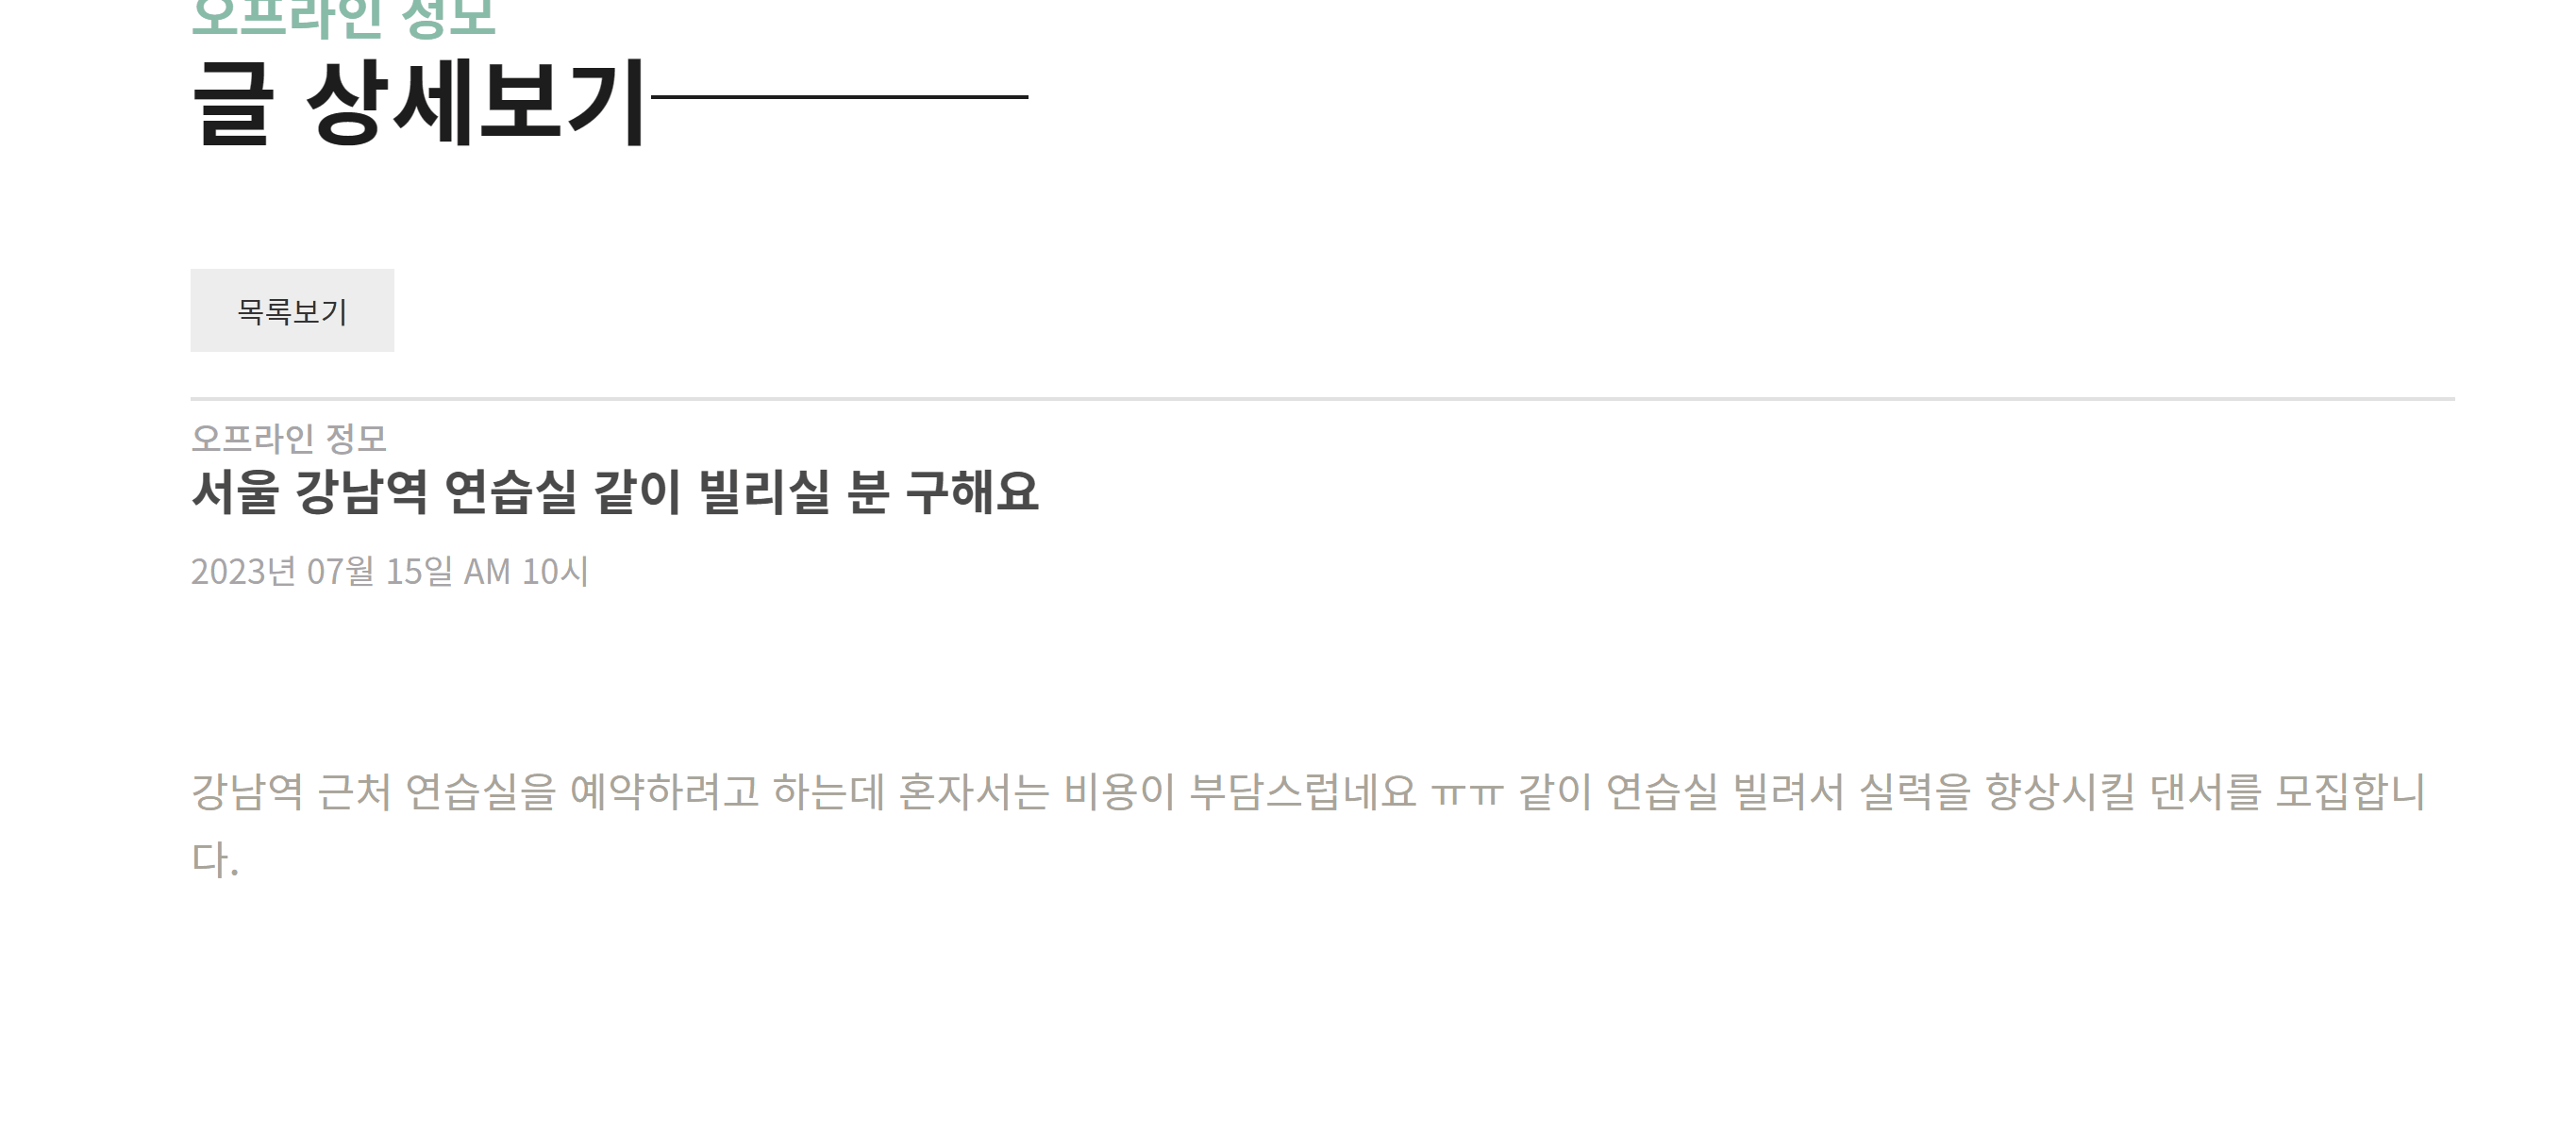 오프라인 정모
글 상세보기
목록보기
오프라인 정모
서울 강남역 연습실 같이 빌리실 분 구해요
2023년 07월 15일 AM 10시
강남역 근처 연습실을 예약하려고 하는데 혼자서는 비용이 부담스럽네요 ㅠㅠ 같이 연습실 빌려서 실력을 향상시킬 댄서를 모집합니
다.